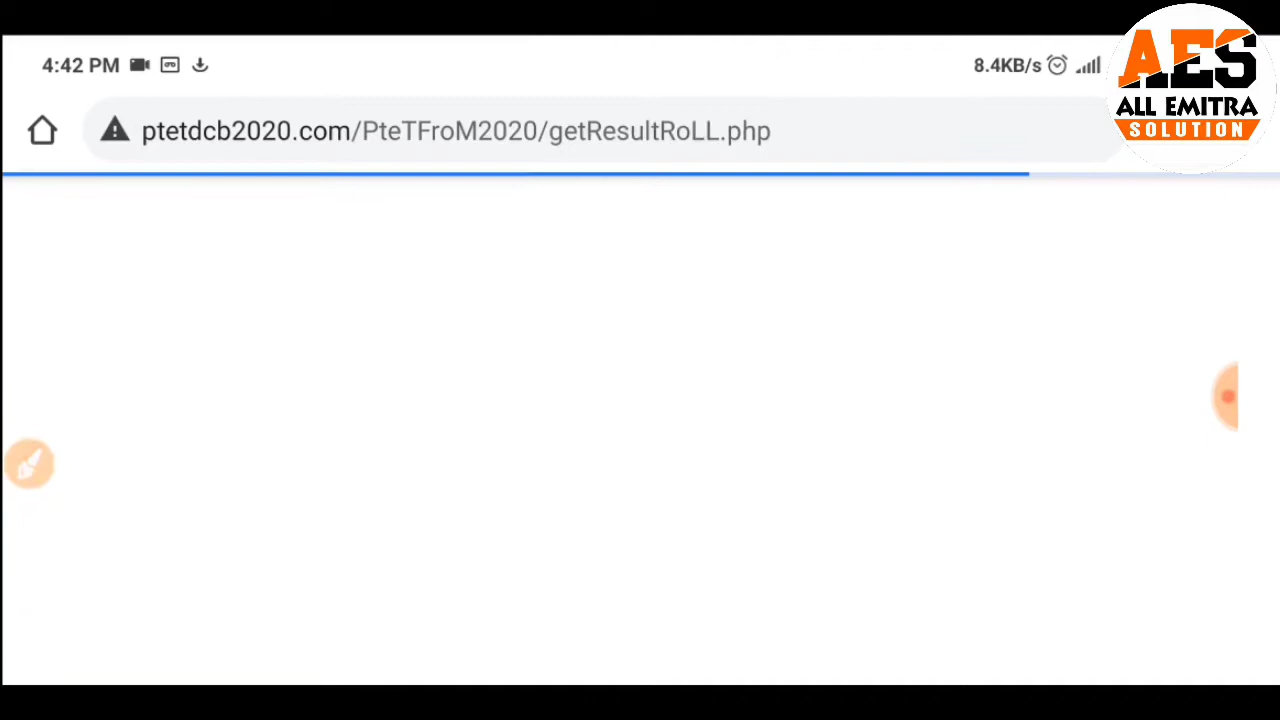 4:42 PM
8.4KB/s
ptetdcb2020.com/PteTFroM2020/getResultRoLL.php
AES
ALL EMITRA
SOLUTION